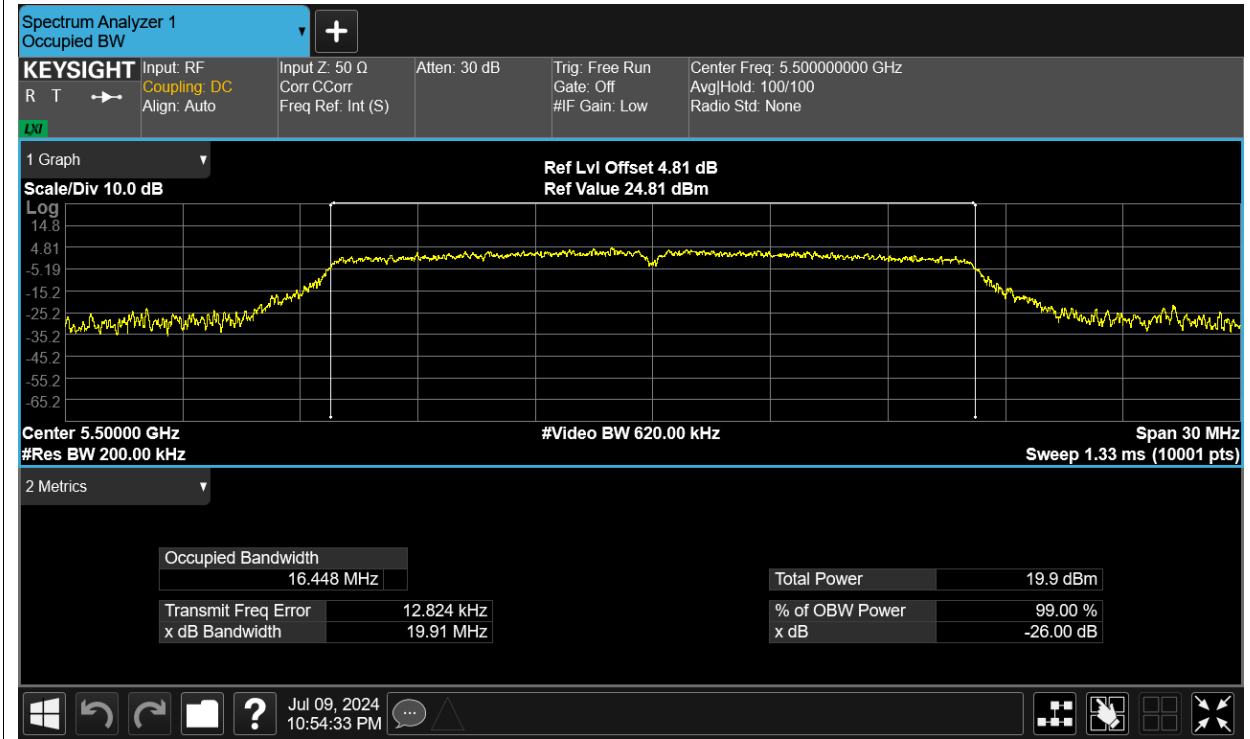 Spectrum Analyzer 1
Occupied BW
KEYSIGHT
R T
LXI
Input: RF
Coupling: DC
Align: Auto
Input Z: 50 Ω
Corr CCorr
Freq Ref: Int (S)
Atten: 30 dB
Trig: Free Run
Gate: Off
#IF Gain: Low
Center Freq: 5.500000000 GHz
Avg|Hold: 100/100
Radio Std: None
1 Graph
Scale/Div 10.0 dB
Ref Lvl Offset 4.81 dB
Ref Value 24.81 dBm
Log
14.8
4.81
-5.19
-15.2
-25.2
-35.2
-45.2
-55.2
-65.2
Center 5.50000 GHz
#Video BW 620.00 kHz
Span 30 MHz
#Res BW 200.00 kHz
Sweep 1.33 ms (10001 pts)
2 Metrics
Occupied Bandwidth
16.448 MHz
Transmit Freq Error 12.824 kHz
x dB Bandwidth 19.91 MHz
Total Power 19.9 dBm
% of OBW Power 99.00 %
x dB -26.00 dB
?
Jul 09, 2024
10:54:33 PM